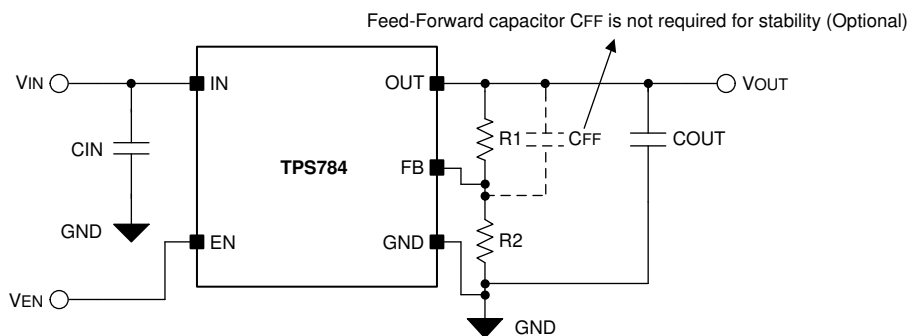 Feed-Forward capacitor CFF is not required for stability (Optional)
VIN
IN
OUT
VOUT
R1
CFF
COUT
CIN
TPS784
FB
GND
EN
GND
R2
VEN
GND